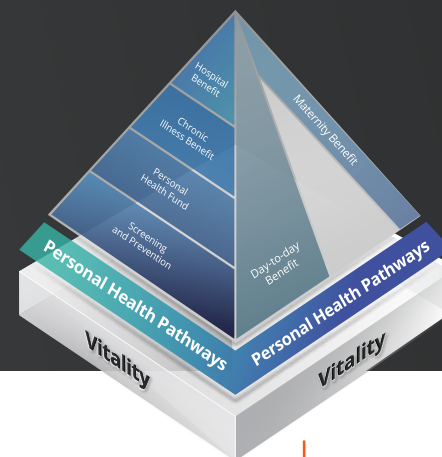 Hospital
Benefit
Chronic
Illness Benefit
Personal
Health Fund
Screening
and Prevention
Maternity Benefit
Day-to-day
Benefit
Personal Health Pathways
Personal Health Pathways
Vitality
Vitality